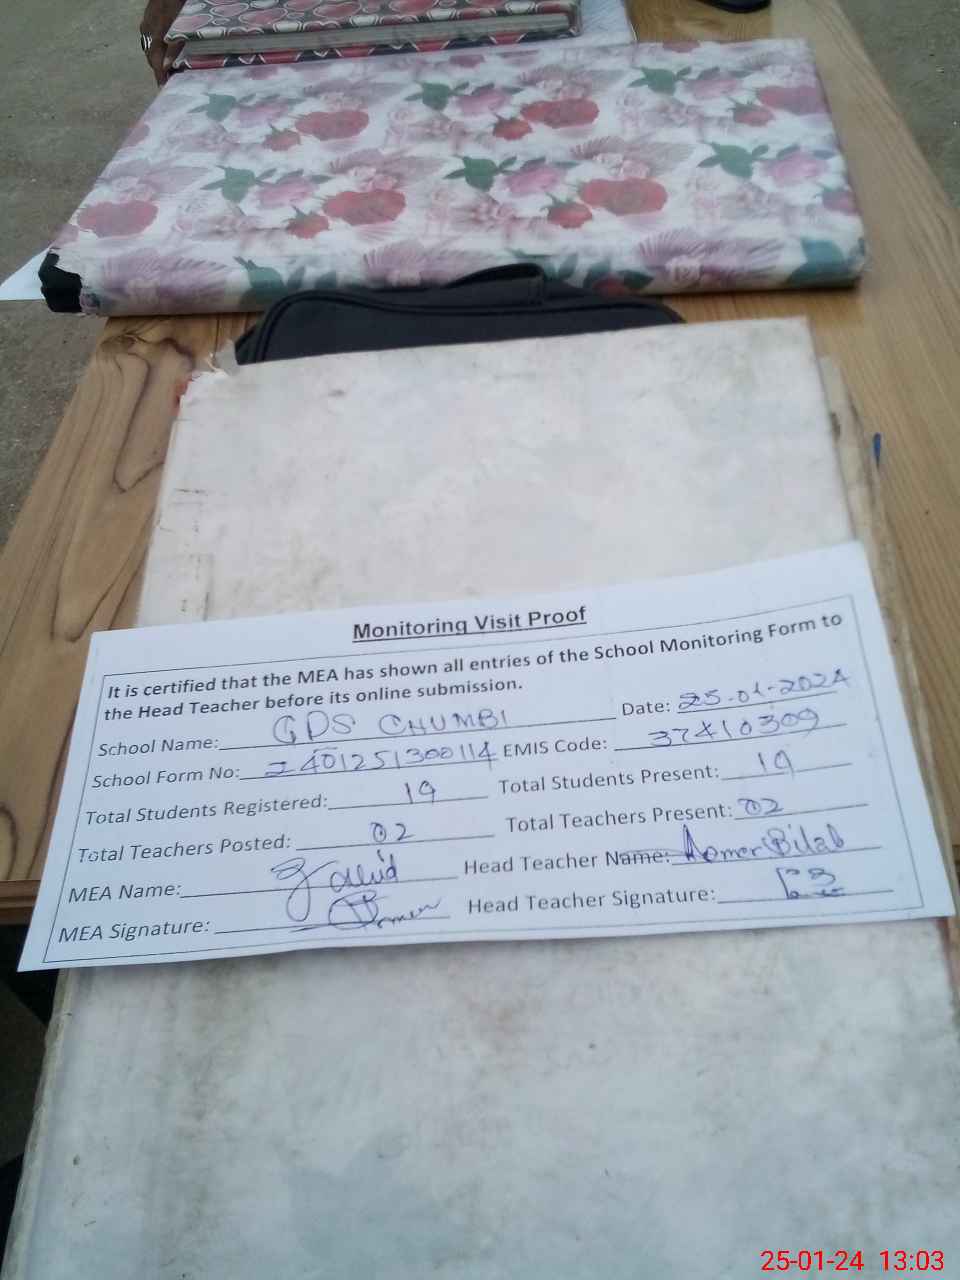 Monitoring Visit Proof
It is certified that the MEA has shown all entries of the School Monitoring Form to
the Head Teacher before its online submission.
School Name: GPS CHUMBI Date: 25-01-2024
School Form No: 2401251300114 EMIS Code: 37410309
Total Students Registered: 19 Total Students Present: 19
Total Teachers Posted: 02 Total Teachers Present: 02
MEA Name: Head Teacher Name: Aomer Bilal
MEA Signature: Head Teacher Signature:
25-01-24 13:03